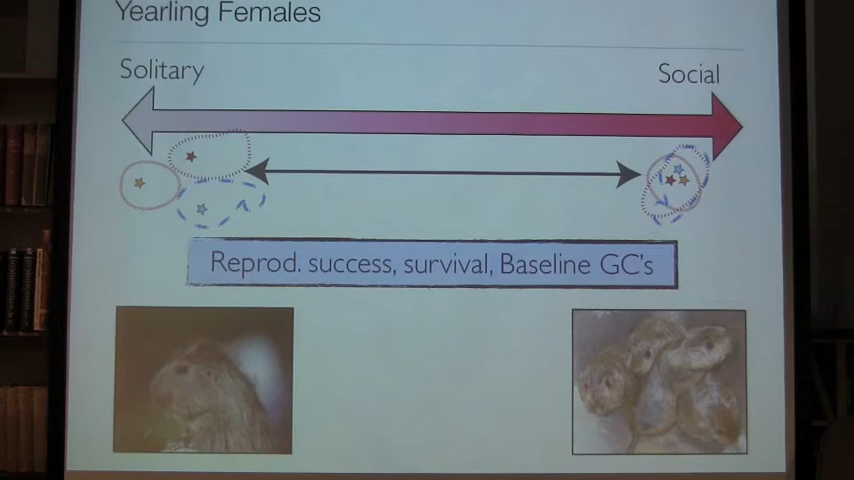 Yearling Females
Solitary
Social
Reprod. success, survival, Baseline GC's